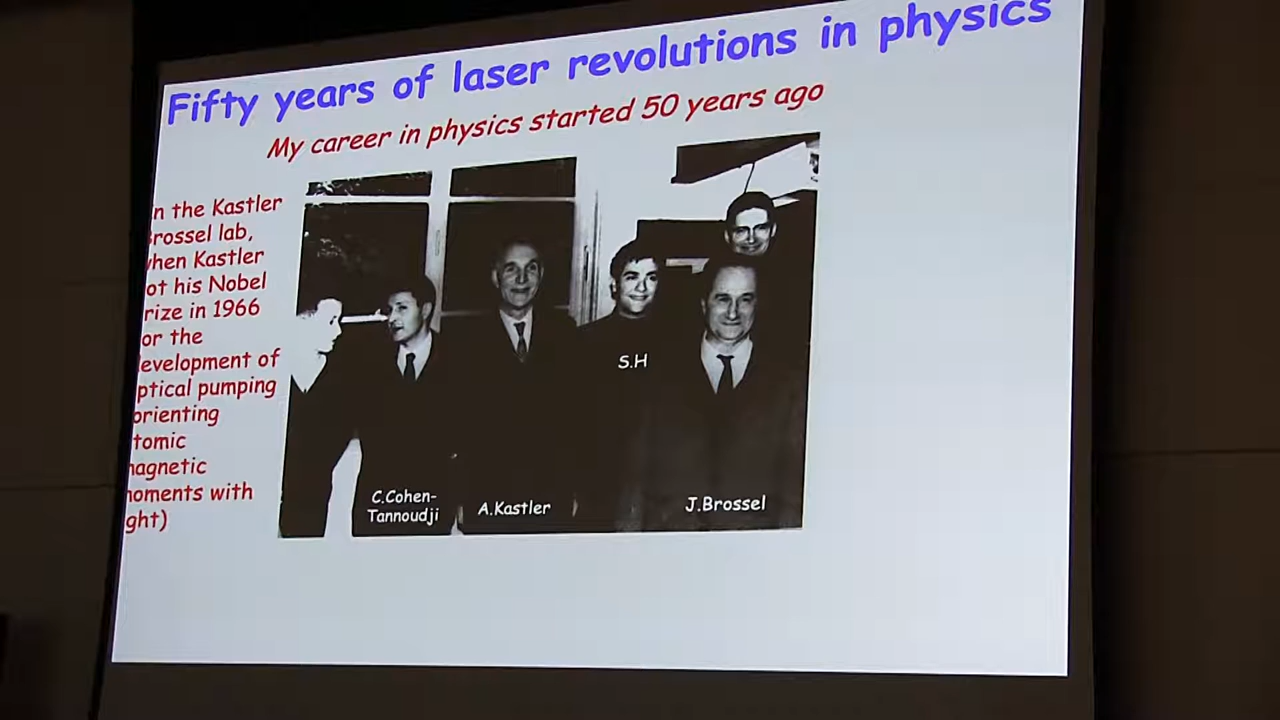 Fifty years of laser revolutions in physics
My career in physics started 50 years ago
n the Kastler
rossel lab,
hen Kastler
ot his Nobel
rize in 1966
or the
evelopment of
ptical pumping
orienting
tomic
agnetic
oments with
ght)
S.H
C.Cohen-
Tannoudji
A.Kastler
J.Brossel